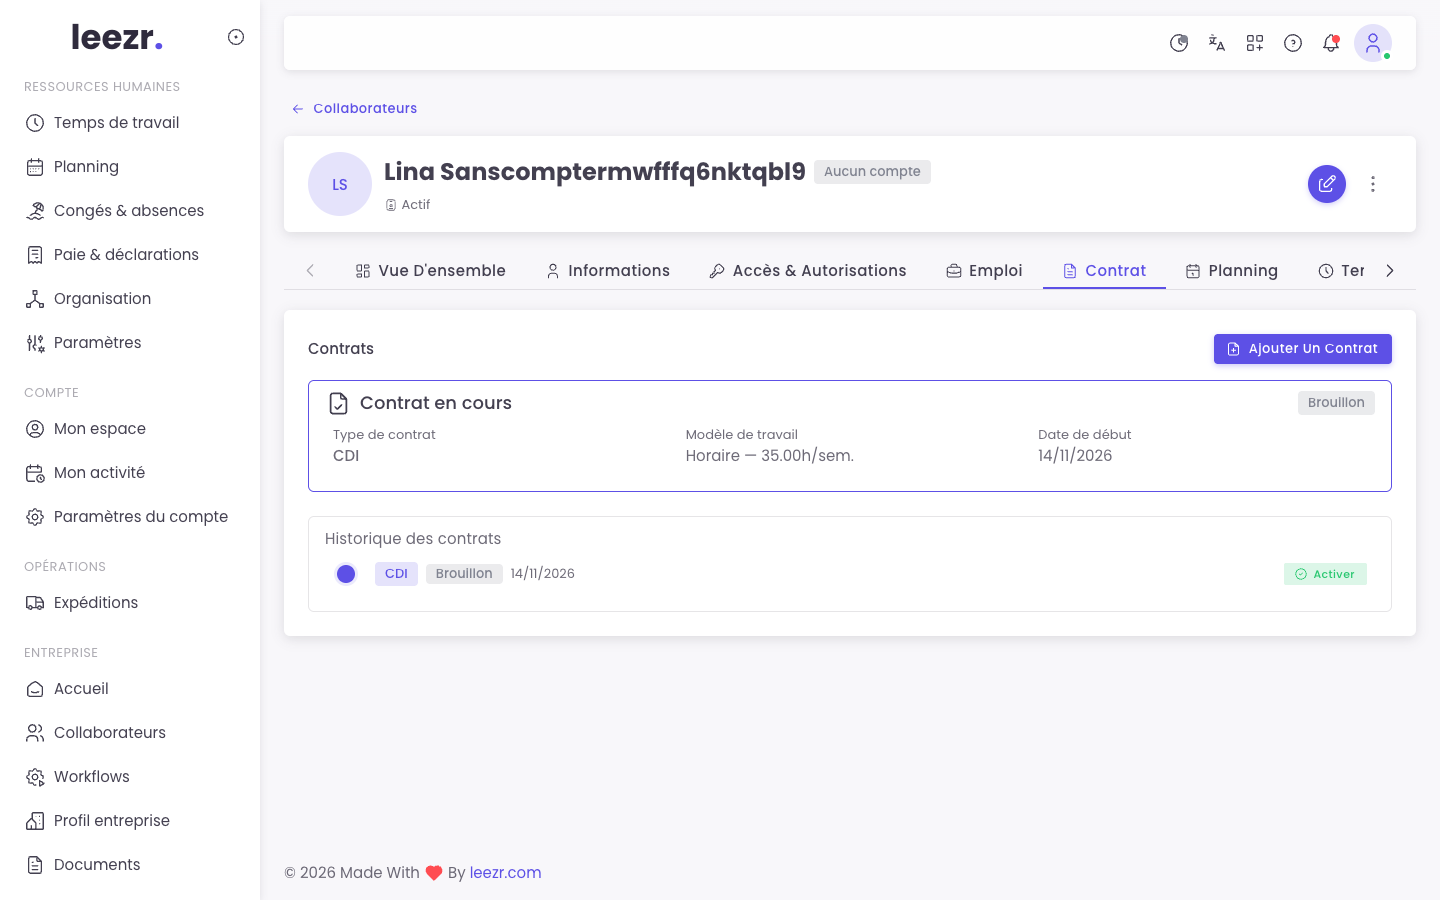 leezr.
RESSOURCES HUMAINES
Temps de travail
Planning
Congés & absences
Paie & déclarations
Organisation
Paramètres
COMPTE
Mon espace
Mon activité
Paramètres du compte
OPÉRATIONS
Expéditions
ENTREPRISE
Accueil
Collaborateurs
Workflows
Profil entreprise
Documents
Collaborateurs
LS
Lina Sanscomptermwfffq6nktqbl9 Aucun compte
Actif
Vue D'ensemble Informations Accès & Autorisations Emploi Contrat Planning Ter
Contrats Ajouter Un Contrat
Contrat en cours Brouillon
Type de contrat Modèle de travail Date de début
CDI Horaire — 35.00h/sem. 14/11/2026
Historique des contrats
CDI Brouillon 14/11/2026 Activer
© 2026 Made With By leezr.com